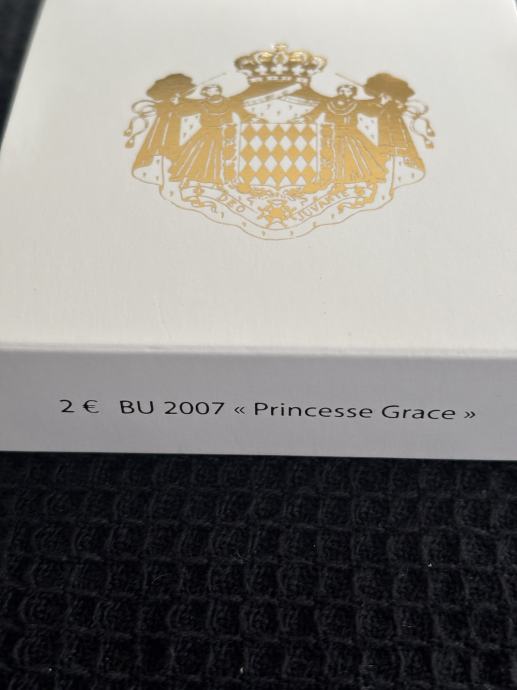 DEO JUVANTE
2 € BU 2007 « Princesse Grace »